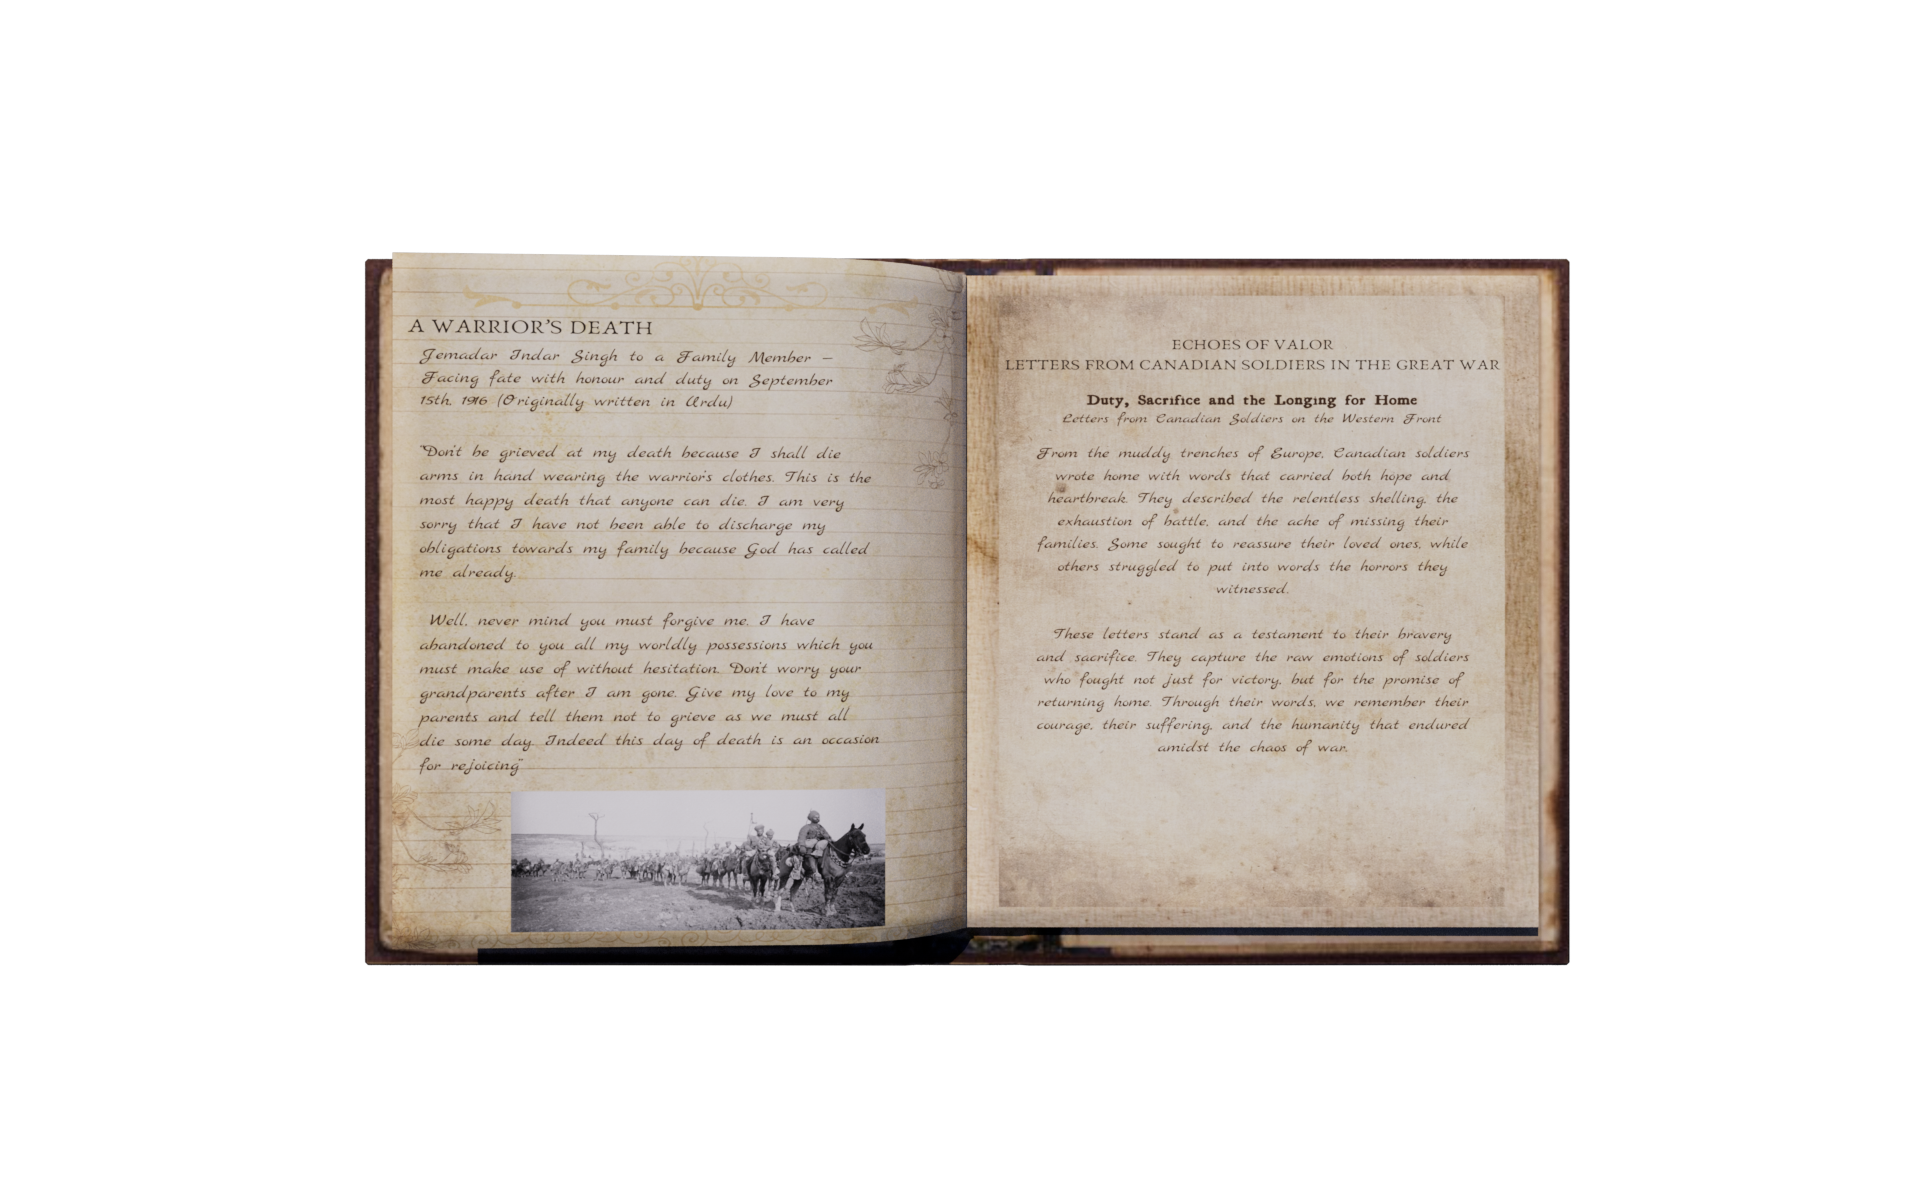 A WARRIOR'S DEATH
Jemadar Indar Singh to a Family Member –
Facing fate with honour and duty on September
15th, 1916 (Originally written in Urdu)
"Don't be grieved at my death because I shall die
arms in hand wearing the warrior's clothes. This is the
most happy death that anyone can die. I am very
sorry that I have not been able to discharge my
obligations towards my family because God has called
me already.
Well, never mind you must forgive me. I have
abandoned to you all my worldly possessions which you
must make use of without hesitation. Don't worry your
grandparents after I am gone. Give my love to my
parents and tell them not to grieve as we must all
die some day. Indeed this day of death is an occasion
for rejoicing"
ECHOES OF VALOR
LETTERS FROM CANADIAN SOLDIERS IN THE GREAT WAR
Duty, Sacrifice and the Longing for Home
Letters from Canadian Soldiers on the Western Front
From the muddy trenches of Europe, Canadian soldiers
wrote home with words that carried both hope and
heartbreak. They described the relentless shelling, the
exhaustion of battle, and the ache of missing their
families. Some sought to reassure their loved ones, while
others struggled to put into words the horrors they
witnessed.
These letters stand as a testament to their bravery
and sacrifice. They capture the raw emotions of soldiers
who fought not just for victory, but for the promise of
returning home. Through their words, we remember their
courage, their suffering, and the humanity that endured
amidst the chaos of war.